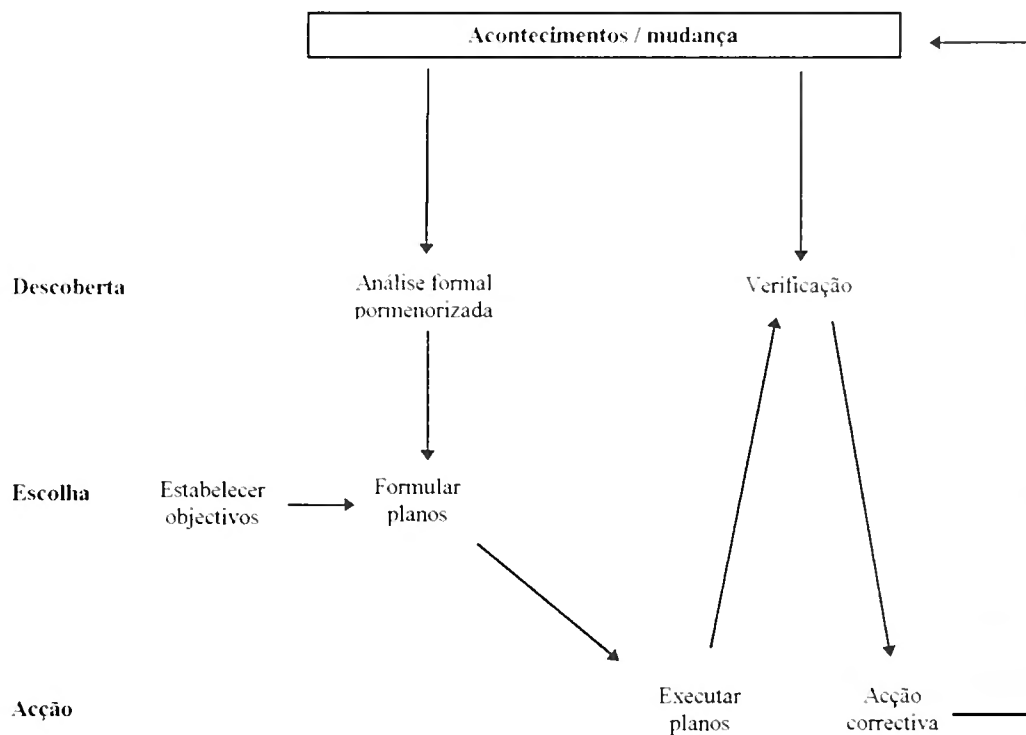 Acontecimentos / mudança
Descoberta
Análise formal
pormenorizada
Verificação
Escolha
Estabelecer
objectivos
Formular
planos
Acção
Executar
planos
Acção
correctiva